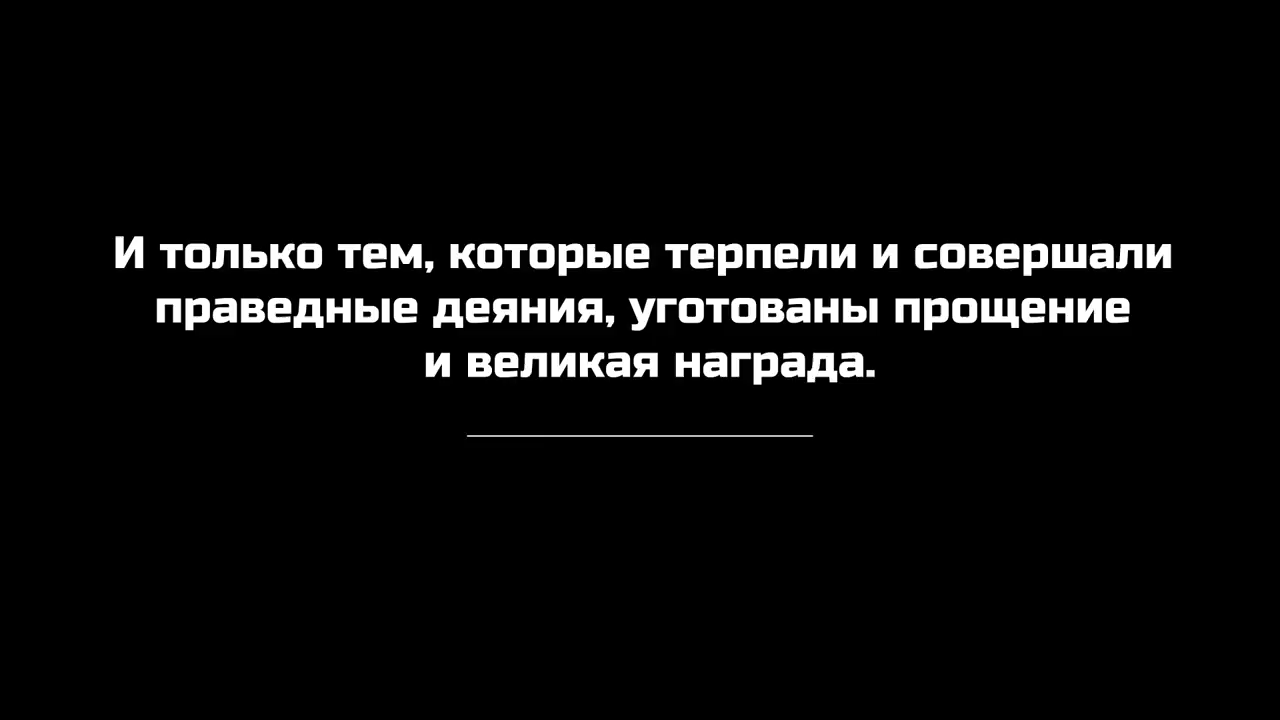 И только тем, которые терпели и совершали
праведные деяния, уготованы прощение
и великая награда.